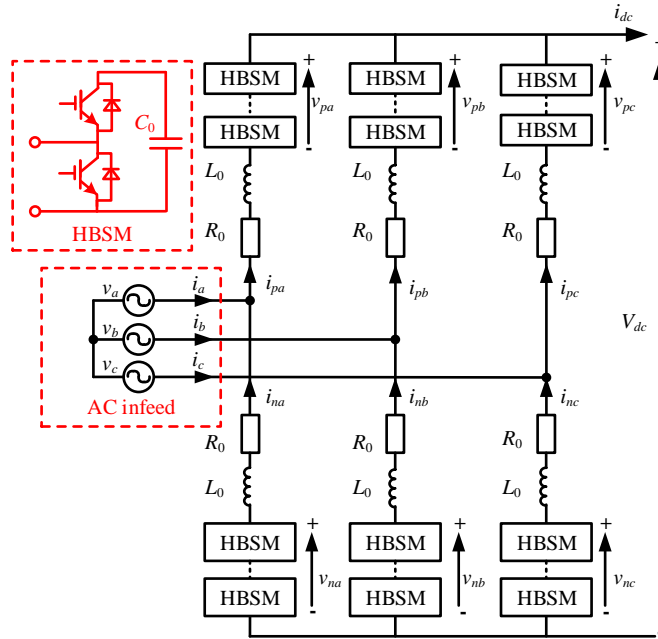 i_dc
+ + +
HBSM HBSM HBSM
v_pa v_pb v_pc
C_0
HBSM HBSM HBSM
- - -
HBSM
L_0 L_0 L_0
R_0 R_0 R_0
v_a i_a i_pa i_pb i_pc
v_b i_b
V_dc
v_c i_c
AC infeed
i_na i_nb i_nc
R_0 R_0 R_0
L_0 L_0 L_0
+ + +
HBSM HBSM HBSM
v_na v_nb v_nc
HBSM HBSM HBSM
- - -